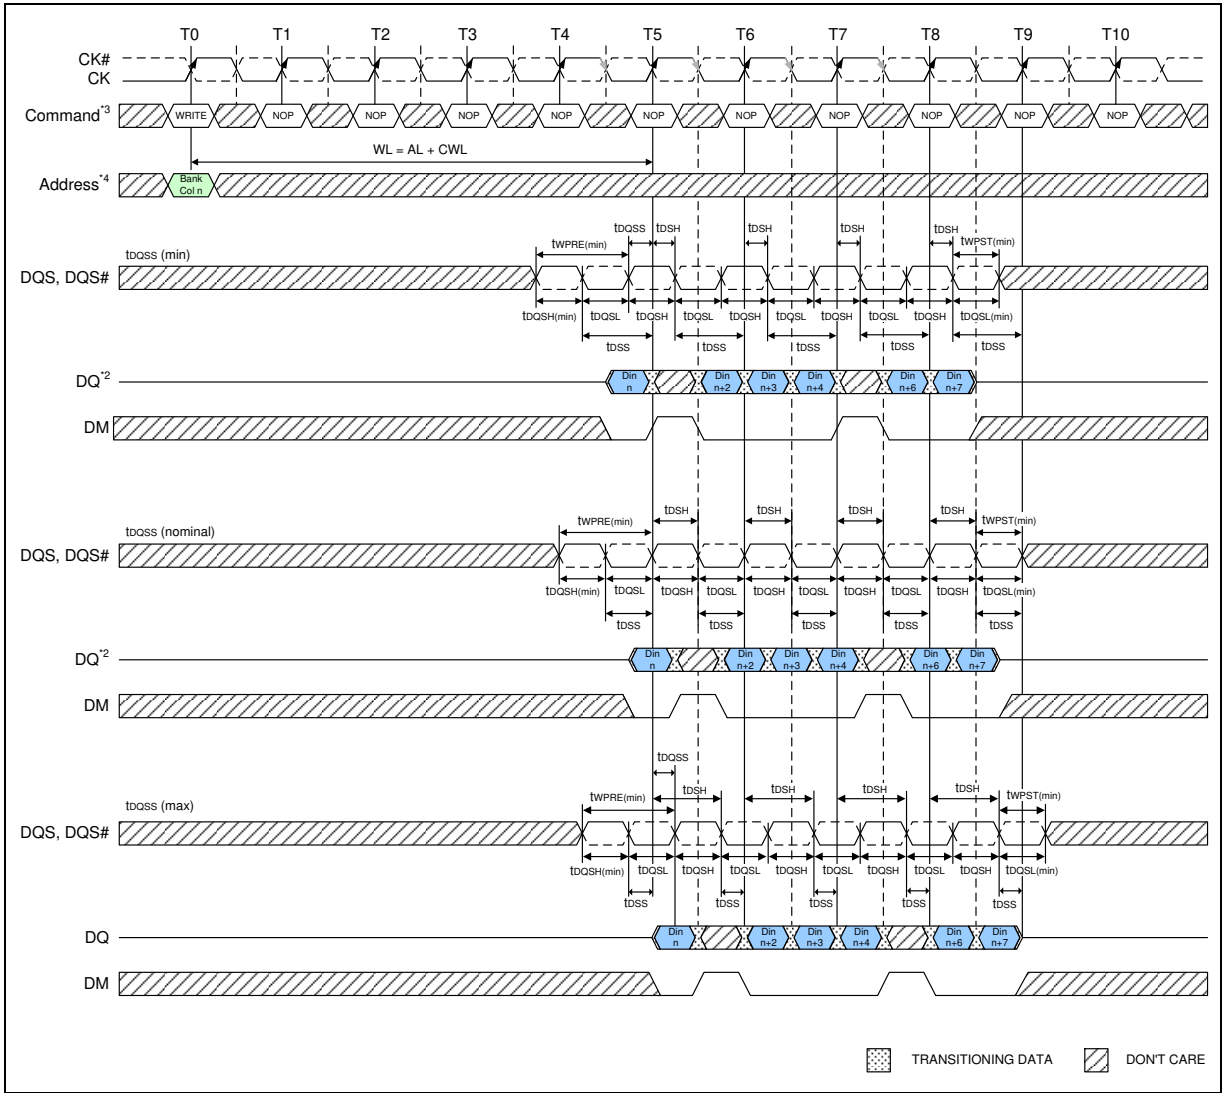 T0 T1 T2 T3 T4 T5 T6 T7 T8 T9 T10
CK#
CK
Command*3 WRITE NOP NOP NOP NOP NOP NOP NOP NOP NOP NOP
WL = AL + CWL
Address*4 Bank
Col n
tDQSS tDSH tDSH tDSH tDSH
tDQSS (min) tWPRE(min) tWPST(min)
DQS, DQS#
tDQSH(min) tDQSL tDQSH tDQSL tDQSH tDQSL tDQSH tDQSL tDQSH tDQSL(min)
tDSS tDSS tDSS tDSS tDSS
DQ*2 Din Din Din Din Din Din
n n+2 n+3 n+4 n+6 n+7
DM
tDSH tDSH tDSH tDSH
tDQSS (nominal) tWPRE(min) tWPST(min)
DQS, DQS#
tDQSH(min) tDQSL tDQSH tDQSL tDQSH tDQSL tDQSH tDQSL tDQSH tDQSL(min)
tDSS tDSS tDSS tDSS tDSS
DQ*2 Din Din Din Din Din Din
n n+2 n+3 n+4 n+6 n+7
DM
tDQSS
tDQSS (max) tWPRE(min) tDSH tDSH tDSH tDSH tWPST(min)
DQS, DQS#
tDQSH(min) tDQSL tDQSH tDQSL tDQSH tDQSL tDQSH tDQSL tDQSH tDQSL(min)
tDSS tDSS tDSS tDSS tDSS
DQ Din Din Din Din Din Din
n n+2 n+3 n+4 n+6 n+7
DM
TRANSITIONING DATA DON'T CARE